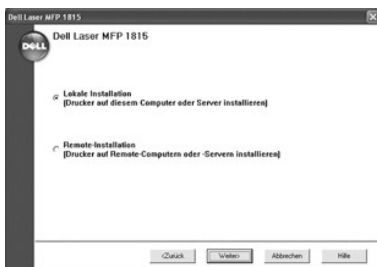 Dell Laser MFP 1815
DELL
Dell Laser MFP 1815
Lokale Installation
(Drucker auf diesem Computer oder Server installieren)
Remote-Installation
(Drucker auf Remote-Computern oder -Servern installieren)
<Zurück Weiter> Abbrechen Hilfe